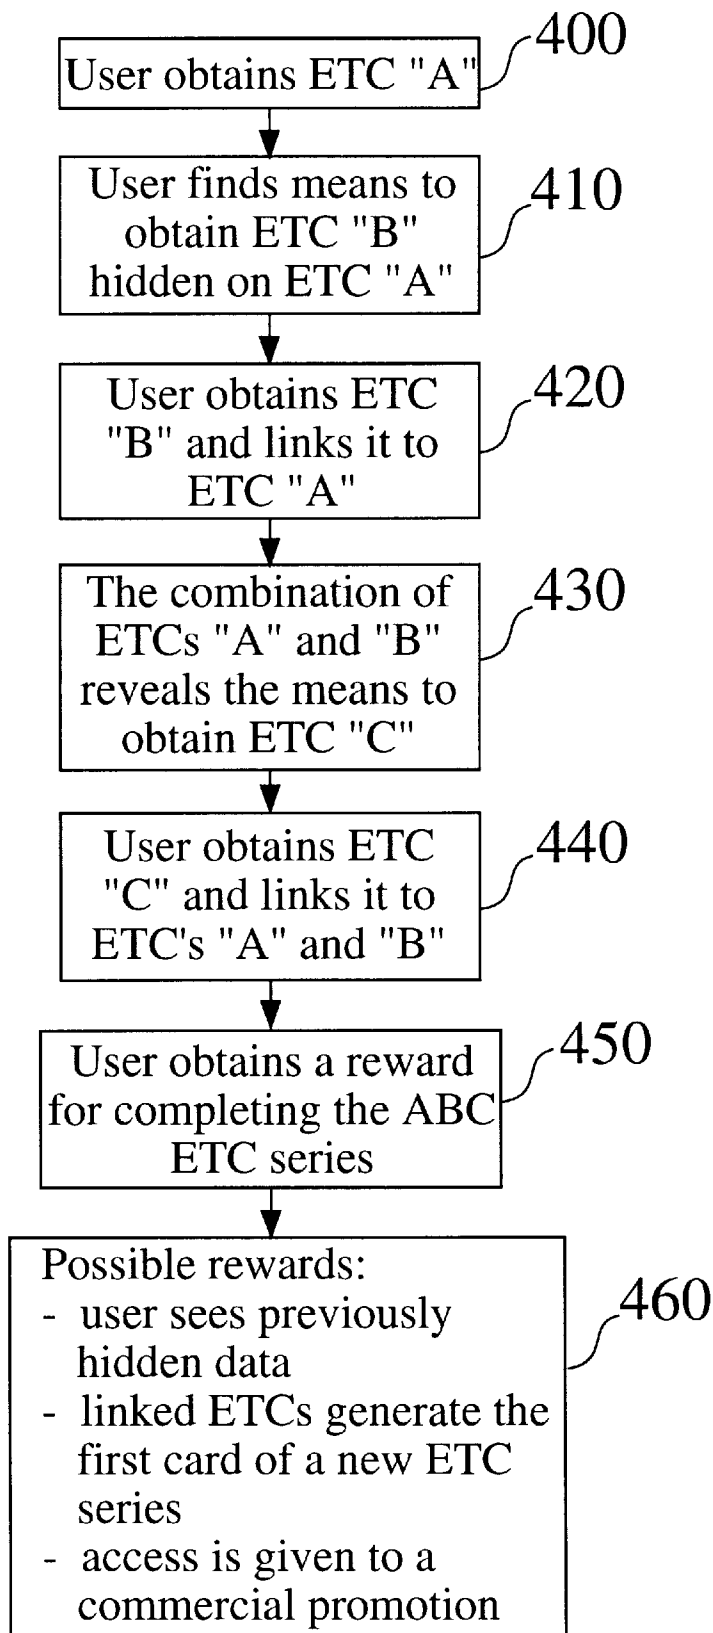 User obtains ETC "A"
400
User finds means to
obtain ETC "B"
hidden on ETC "A"
410
User obtains ETC
"B" and links it to
ETC "A"
420
The combination of
ETCs "A" and "B"
reveals the means to
obtain ETC "C"
430
User obtains ETC
"C" and links it to
ETC's "A" and "B"
440
User obtains a reward
for completing the ABC
ETC series
450
Possible rewards:
- user sees previously
hidden data
- linked ETCs generate the
first card of a new ETC
series
- access is given to a
commercial promotion
460